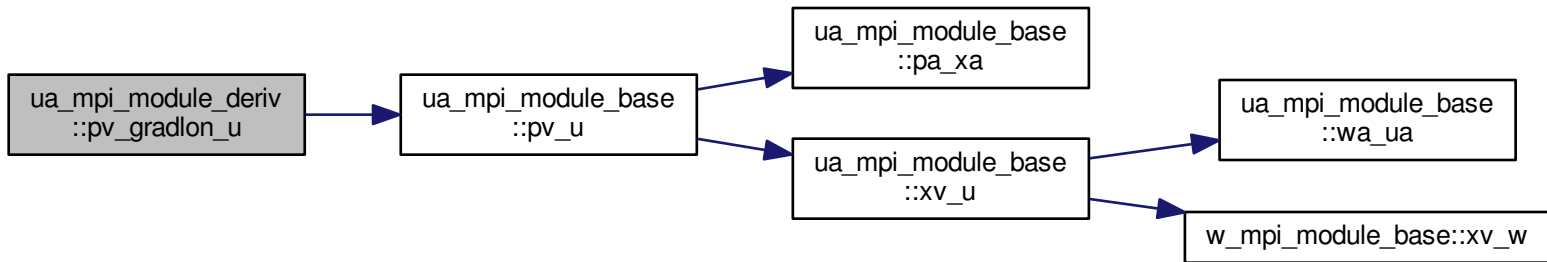 ua_mpi_module_deriv
::pv_gradlon_u
ua_mpi_module_base
::pv_u
ua_mpi_module_base
::pa_xa
ua_mpi_module_base
::xv_u
ua_mpi_module_base
::wa_ua
w_mpi_module_base::xv_w